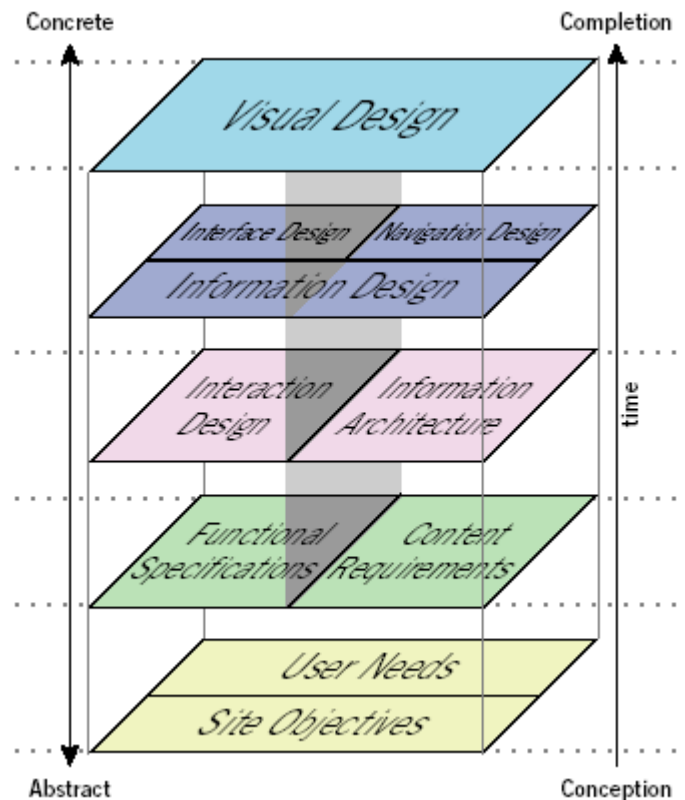 Concrete
Completion
Visual Design
Interface Design
Navigation Design
Information Design
Interaction
Design
Information
Architecture
time
Functional
Specifications
Content
Requirements
User Needs
Site Objectives
Abstract
Conception